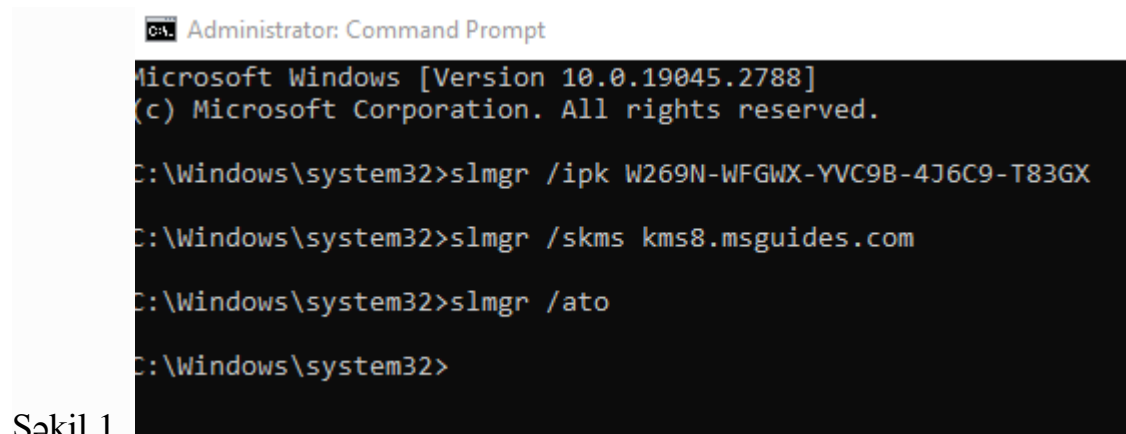 Administrator: Command Prompt
Microsoft Windows [Version 10.0.19045.2788]
(c) Microsoft Corporation. All rights reserved.
C:\Windows\system32>slmgr /ipk W269N-WFGWX-YVC9B-4J6C9-T83GX
C:\Windows\system32>slmgr /skms kms8.msguides.com
C:\Windows\system32>slmgr /ato
C:\Windows\system32>
Şəkil 1